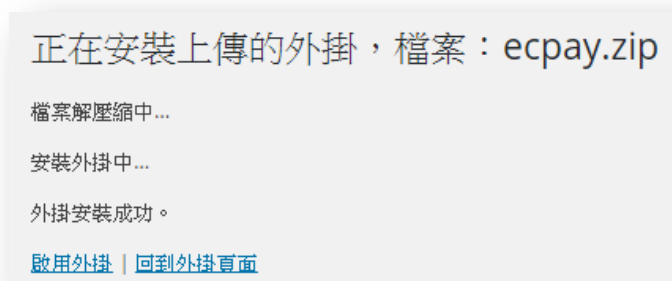 正在安裝上傳的外掛，檔案：ecpay.zip
檔案解壓縮中...
安裝外掛中...
外掛安裝成功。
啟用外掛 | 回到外掛頁面